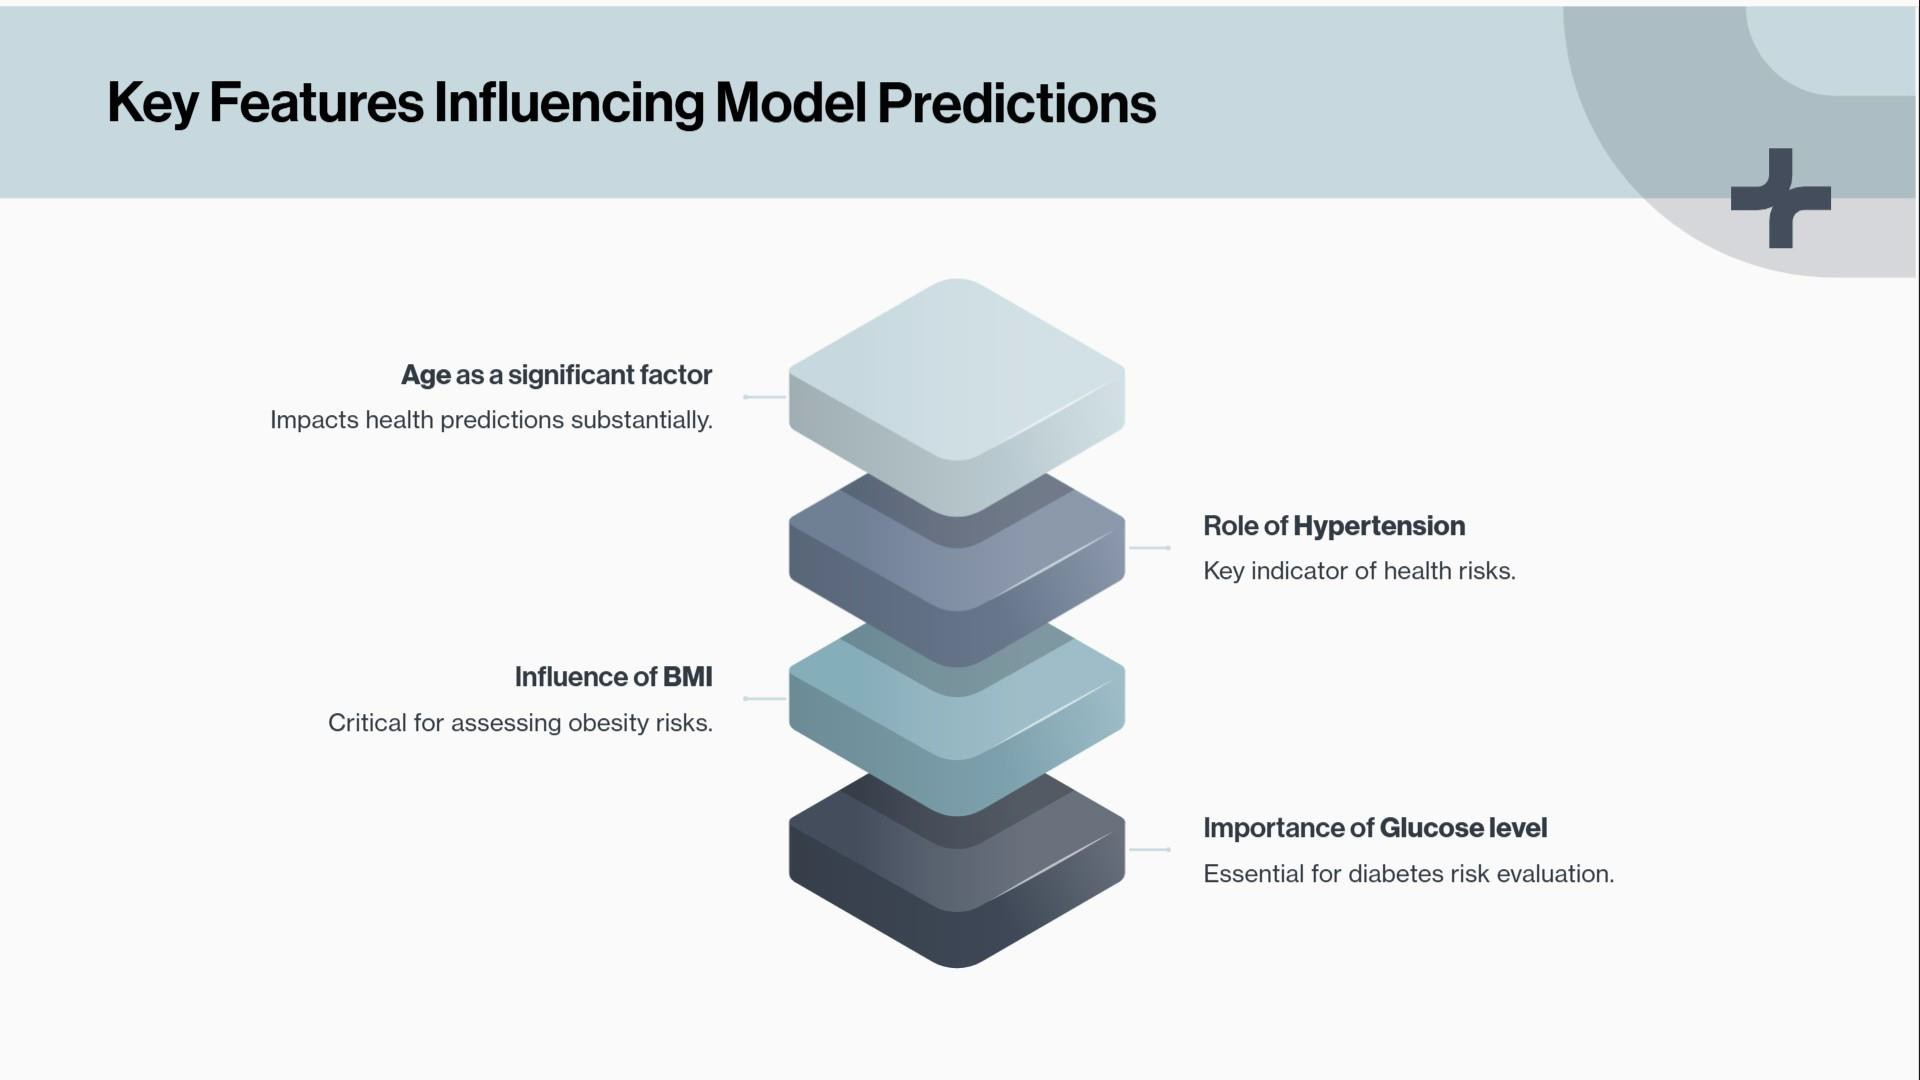 Key Features Influencing Model Predictions
Age as a significant factor
Impacts health predictions substantially.
Role of Hypertension
Key indicator of health risks.
Influence of BMI
Critical for assessing obesity risks.
Importance of Glucose level
Essential for diabetes risk evaluation.